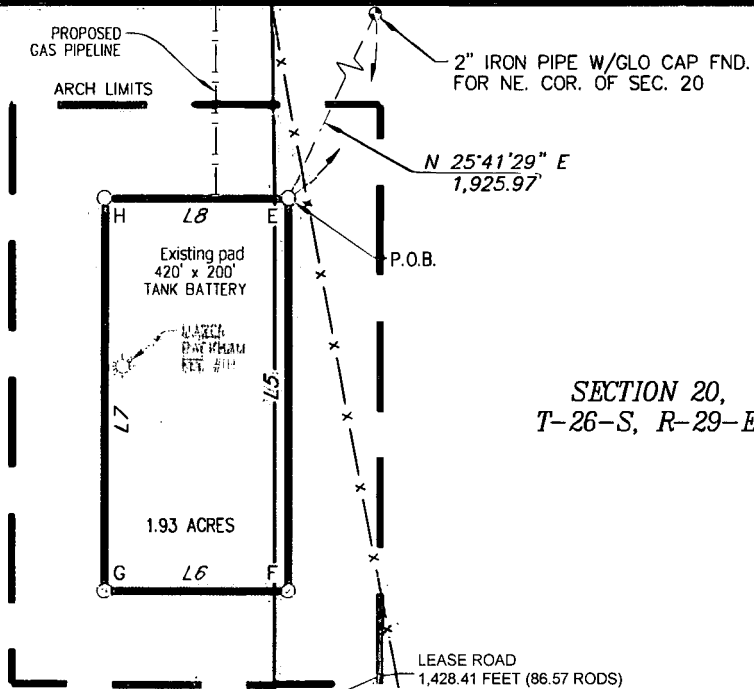 PROPOSED
GAS PIPELINE
ARCH LIMITS
2" IRON PIPE W/GLO CAP FND.
FOR NE. COR. OF SEC. 20
N 25°41'29" E
1,925.97'
H
L8
E
P.O.B.
Existing pad
420' x 200'
TANK BATTERY
L7
L5
SECTION 20,
T-26-S, R-29-E
1.93 ACRES
G
L6
F
LEASE ROAD
1,428.41 FEET (86.57 RODS)